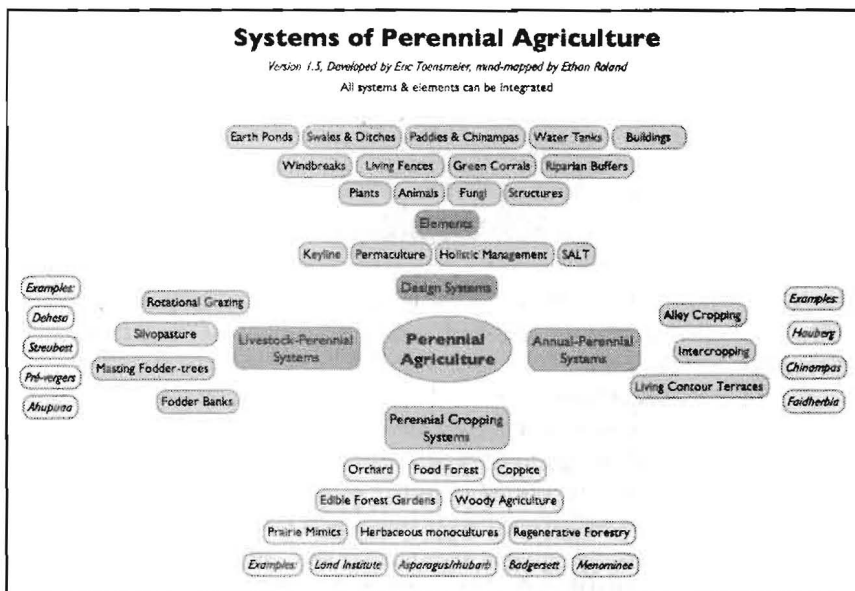 Systems of Perennial Agriculture
Version 1.5, Developed by Eric Toensmeier, mind-mapped by Ethan Roland
All systems & elements can be integrated
Earth Ponds Swales & Ditches Paddies & Chinampas Water Tanks Buildings
Windbreaks Living Fences Green Corrals Riparian Buffers
Plants Animals Fungi Structures
Elements
Keyline Permaculture Holistic Management SALT
Design Systems
Examples:
Dehesa
Streubost
Pré-vergers
Ahupuaa
Rotational Grazing
Silvopasture
Masting Fodder-trees
Fodder Banks
Livestock-Perennial
Systems
Perennial
Agriculture
Annual-Perennial
Systems
Alley Cropping
Intercropping
Living Contour Terraces
Examples:
Hauberg
Chinampas
Faidherbia
Perennial Cropping
Systems
Orchard Food Forest Coppice
Edible Forest Gardens Woody Agriculture
Prairie Mimics Herbaceous monocultures Regenerative Forestry
Examples: Land Institute Asparagus/rhubarb Badgersett Menominee